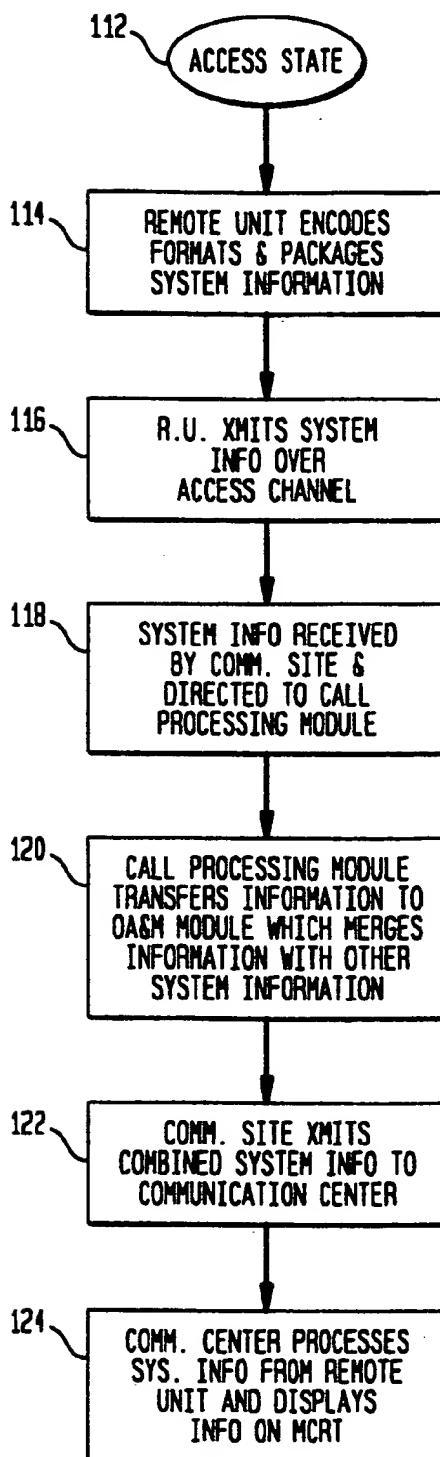 112
ACCESS STATE
114
REMOTE UNIT ENCODES
FORMATS & PACKAGES
SYSTEM INFORMATION
116
R.U. XMITS SYSTEM
INFO OVER
ACCESS CHANNEL
118
SYSTEM INFO RECEIVED
BY COMM. SITE &
DIRECTED TO CALL
PROCESSING MODULE
120
CALL PROCESSING MODULE
TRANSFERS INFORMATION TO
OA&M MODULE WHICH MERGES
INFORMATION WITH OTHER
SYSTEM INFORMATION
122
COMM. SITE XMITS
COMBINED SYSTEM INFO TO
COMMUNICATION CENTER
124
COMM. CENTER PROCESSES
SYS. INFO FROM REMOTE
UNIT AND DISPLAYS
INFO ON MCRT